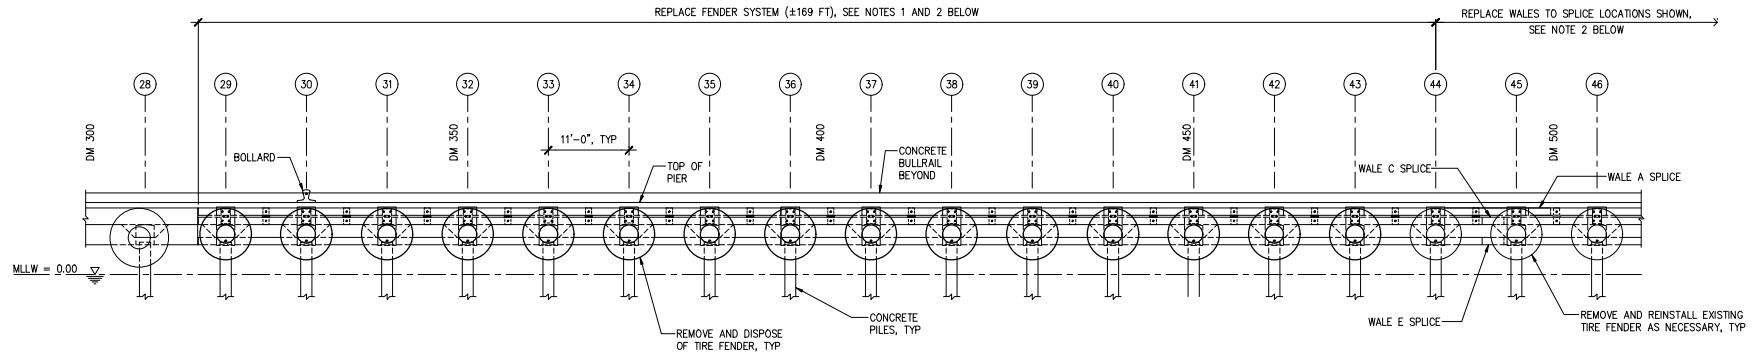 REPLACE FENDER SYSTEM (±169 FT), SEE NOTES 1 AND 2 BELOW
REPLACE WALES TO SPLICE LOCATIONS SHOWN,
SEE NOTE 2 BELOW
28 29 30 31 32 33 34 35 36 37 38 39 40 41 42 43 44 45 46
DM 300
DM 350
DM 400
DM 450
DM 500
11'-0", TYP
BOLLARD
TOP OF
PIER
CONCRETE
BULLRAIL
BEYOND
WALE C SPLICE
WALE A SPLICE
MLLW = 0.00
REMOVE AND DISPOSE
OF TIRE FENDER, TYP
CONCRETE
PILES, TYP
WALE E SPLICE
REMOVE AND REINSTALL EXISTING
TIRE FENDER AS NECESSARY, TYP